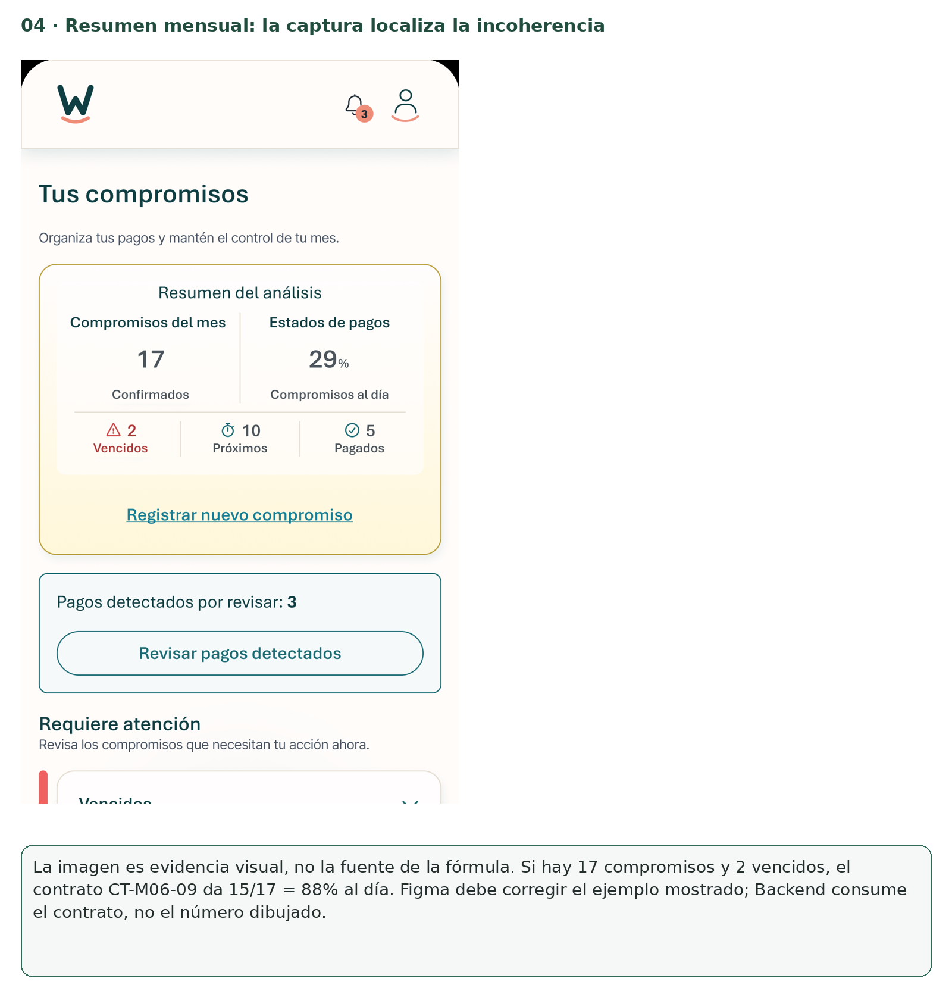 04 · Resumen mensual: la captura localiza la incoherencia
W
3
Tus compromisos
Organiza tus pagos y mantén el control de tu mes.
Resumen del análisis
Compromisos del mes
17
Confirmados
Estados de pagos
29%
Compromisos al día
2
Vencidos
10
Próximos
5
Pagados
Registrar nuevo compromiso
Pagos detectados por revisar: 3
Revisar pagos detectados
Requiere atención
Revisa los compromisos que necesitan tu acción ahora.
Vencidos
La imagen es evidencia visual, no la fuente de la fórmula. Si hay 17 compromisos y 2 vencidos, el
contrato CT-M06-09 da 15/17 = 88% al día. Figma debe corregir el ejemplo mostrado; Backend consume
el contrato, no el número dibujado.